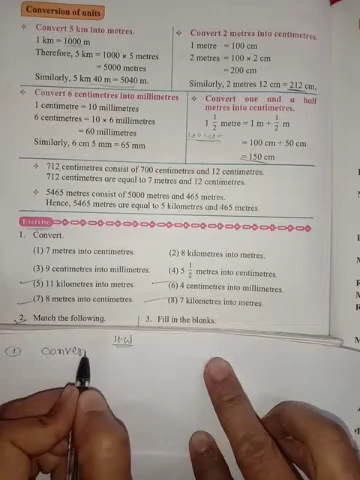 Conversion of units
❖ Convert 5 km into metres.
1 km = 1000 m
Therefore, 5 km = 1000 × 5 metres
= 5000 metres
Similarly, 5 km 40 m = 5040 m.
❖ Convert 2 metres into centimetres.
1 metre = 100 cm
2 metres = 100 × 2 cm
= 200 cm
Similarly, 2 metres 12 cm = 212 cm.
❖ Convert 6 centimetres into millimetres
1 centimetre = 10 millimetres
6 centimetres = 10 × 6 millimetres
= 60 millimetres
Similarly, 6 cm 5 mm = 65 mm
❖ Convert one and a half
metres into centimetres.
1 1/2 metre = 1 m + 1/2 m
= 100 cm + 50 cm
= 150 cm
❖ 712 centimetres consist of 700 centimetres and 12 centimetres.
712 centimetres are equal to 7 metres and 12 centimetres.
❖ 5465 metres consist of 5000 metres and 465 metres.
Hence, 5465 metres are equal to 5 kilometres and 465 metres.
Exercise
1. Convert.
(1) 7 metres into centimetres.
(2) 8 kilometres into metres.
(3) 9 centimetres into millimetres.
(4) 5 1/2 metres into centimetres.
(5) 11 kilometres into metres.
(6) 4 centimetres into millimetres.
(7) 8 metres into centimetres.
(8) 7 kilometres into metres.
2. Match the following.
3. Fill in the blanks.
H.W
① Conver